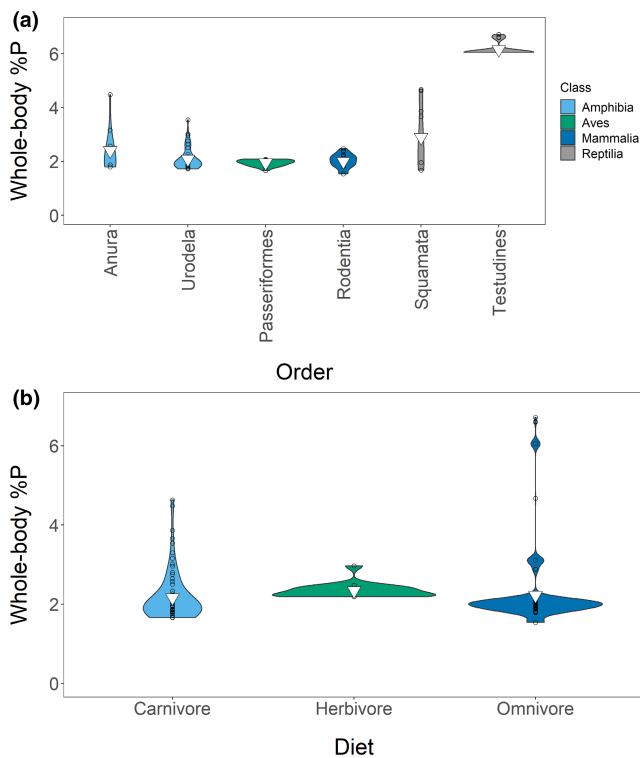 (a)
Whole-body %P
6
4
2
0
Anura
Urodela
Passeriformes
Rodentia
Squamata
Testudines
Order
Class
Amphibia
Aves
Mammalia
Reptilia
(b)
Whole-body %P
6
4
2
0
Carnivore
Herbivore
Omnivore
Diet